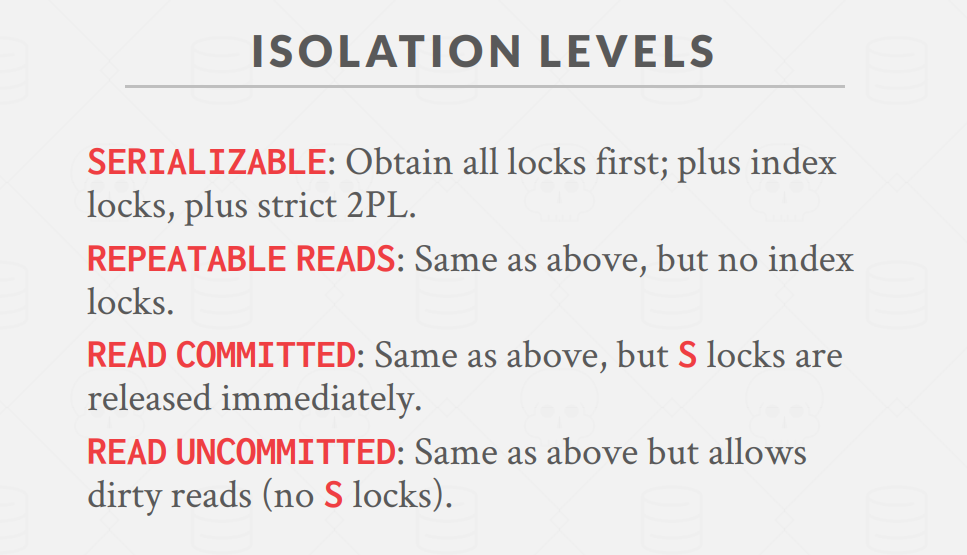 ISOLATION LEVELS
SERIALIZABLE: Obtain all locks first; plus index
locks, plus strict 2PL.
REPEATABLE READS: Same as above, but no index
locks.
READ COMMITTED: Same as above, but S locks are
released immediately.
READ UNCOMMITTED: Same as above but allows
dirty reads (no S locks).